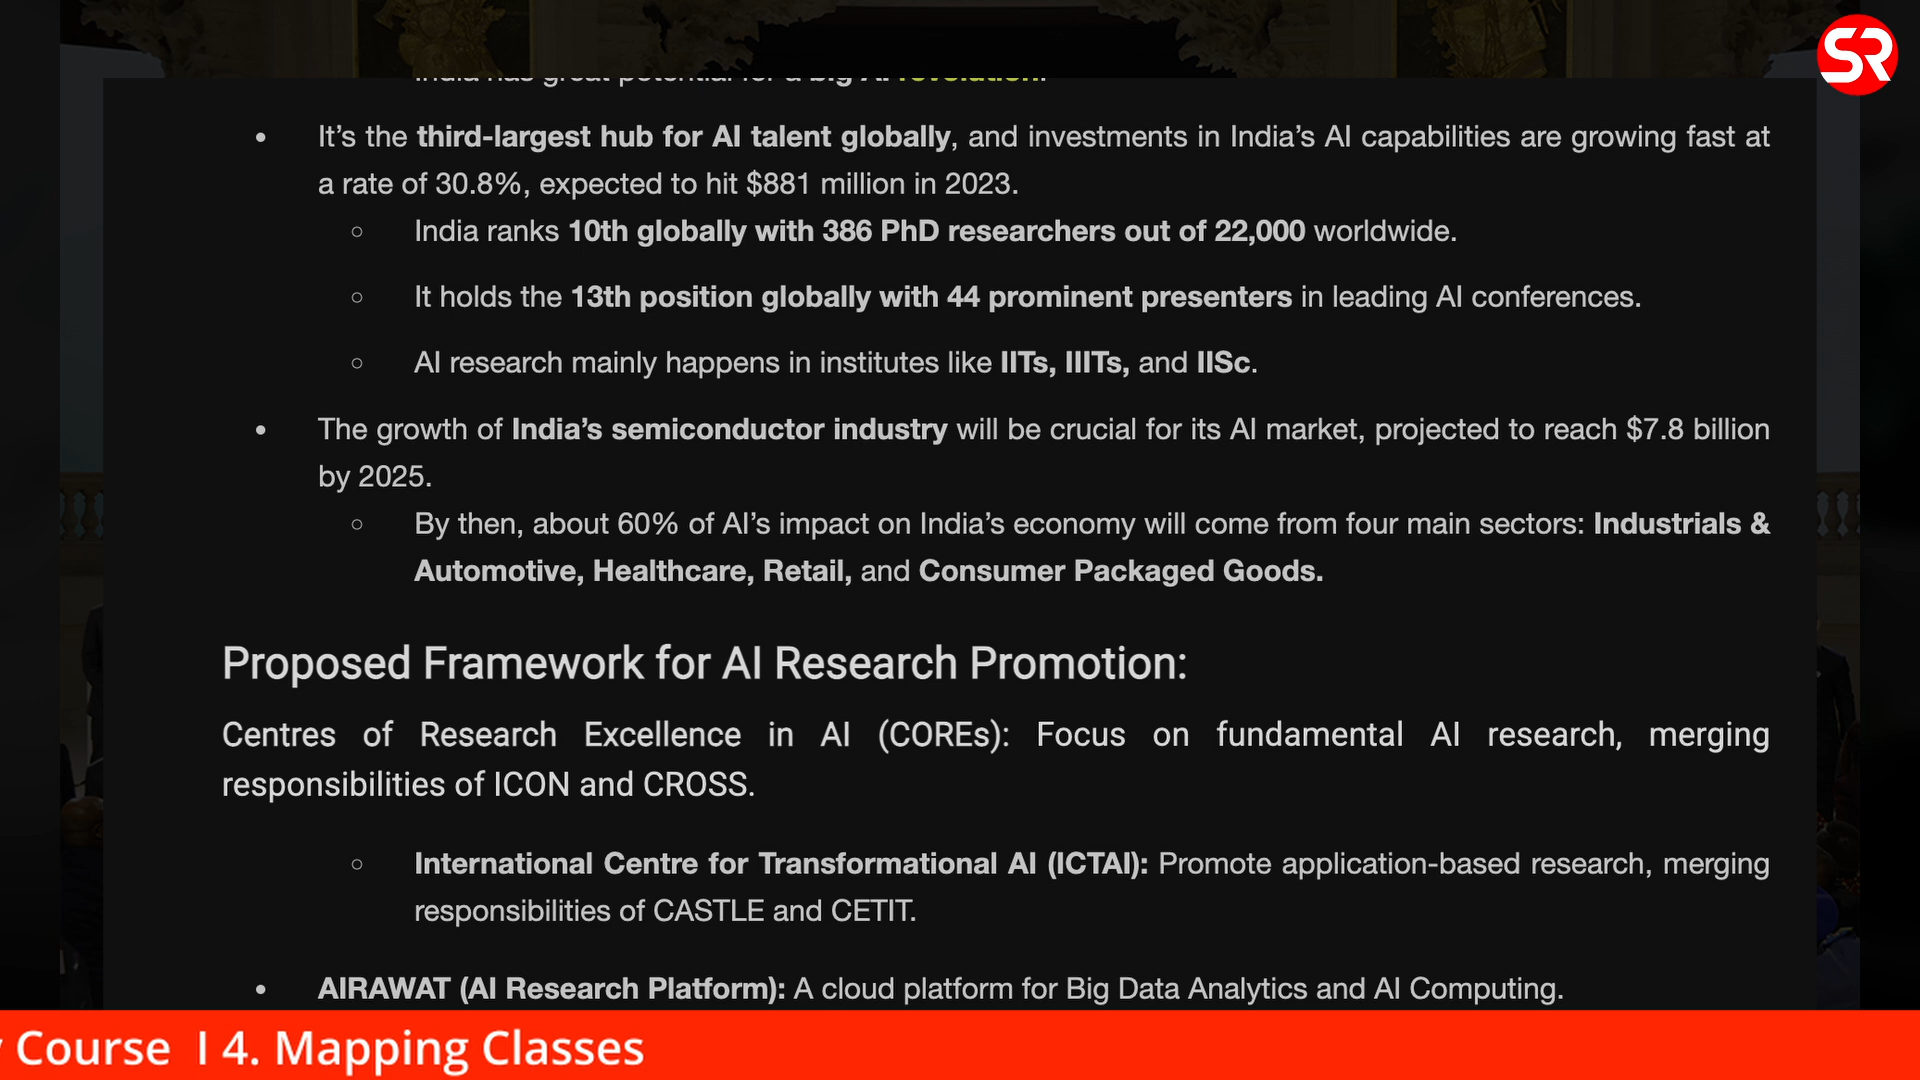 India has great potential for a big AI revolution.
• It’s the third-largest hub for AI talent globally, and investments in India’s AI capabilities are growing fast at
a rate of 30.8%, expected to hit $881 million in 2023.
○ India ranks 10th globally with 386 PhD researchers out of 22,000 worldwide.
○ It holds the 13th position globally with 44 prominent presenters in leading AI conferences.
○ AI research mainly happens in institutes like IITs, IIITs, and IISc.
• The growth of India’s semiconductor industry will be crucial for its AI market, projected to reach $7.8 billion
by 2025.
○ By then, about 60% of AI’s impact on India’s economy will come from four main sectors: Industrials &
Automotive, Healthcare, Retail, and Consumer Packaged Goods.
Proposed Framework for AI Research Promotion:
Centres of Research Excellence in AI (COREs): Focus on fundamental AI research, merging
responsibilities of ICON and CROSS.
○ International Centre for Transformational AI (ICTAI): Promote application-based research, merging
responsibilities of CASTLE and CETIT.
• AIRAWAT (AI Research Platform): A cloud platform for Big Data Analytics and AI Computing.
Course I 4. Mapping Classes
SR